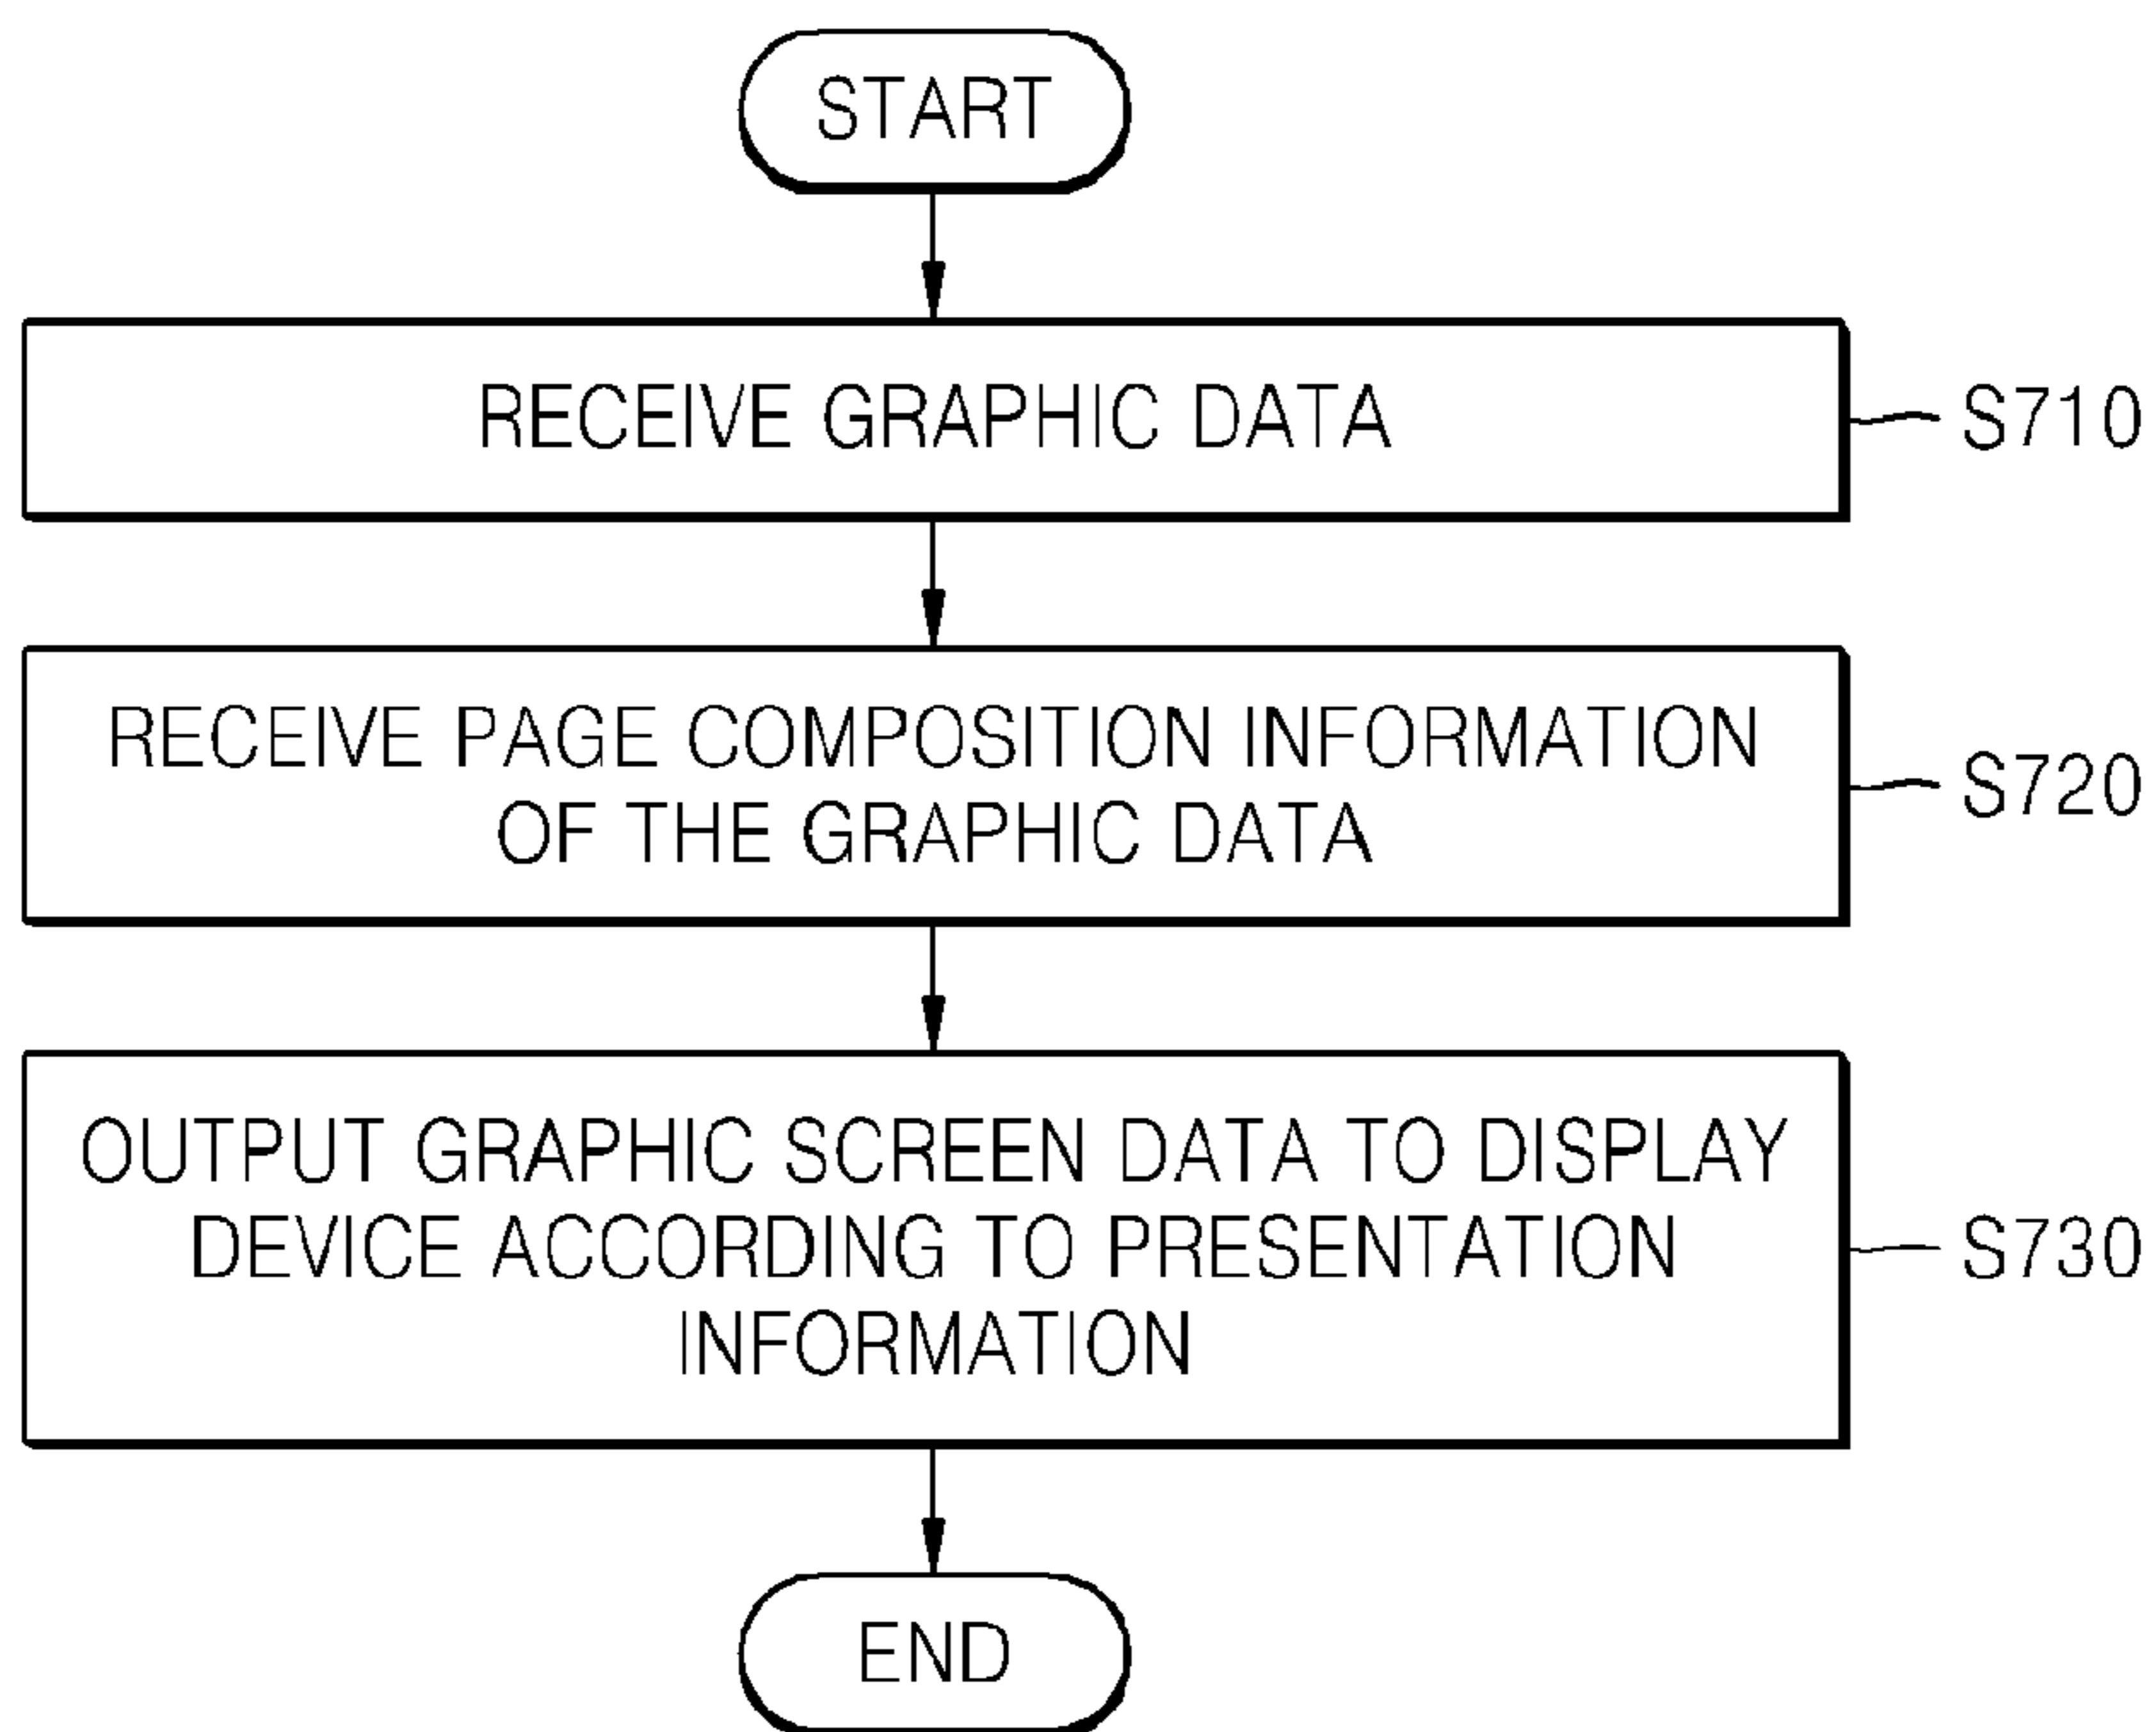 START
RECEIVE GRAPHIC DATA
S710
RECEIVE PAGE COMPOSITION INFORMATION
OF THE GRAPHIC DATA
S720
OUTPUT GRAPHIC SCREEN DATA TO DISPLAY
DEVICE ACCORDING TO PRESENTATION
INFORMATION
S730
END